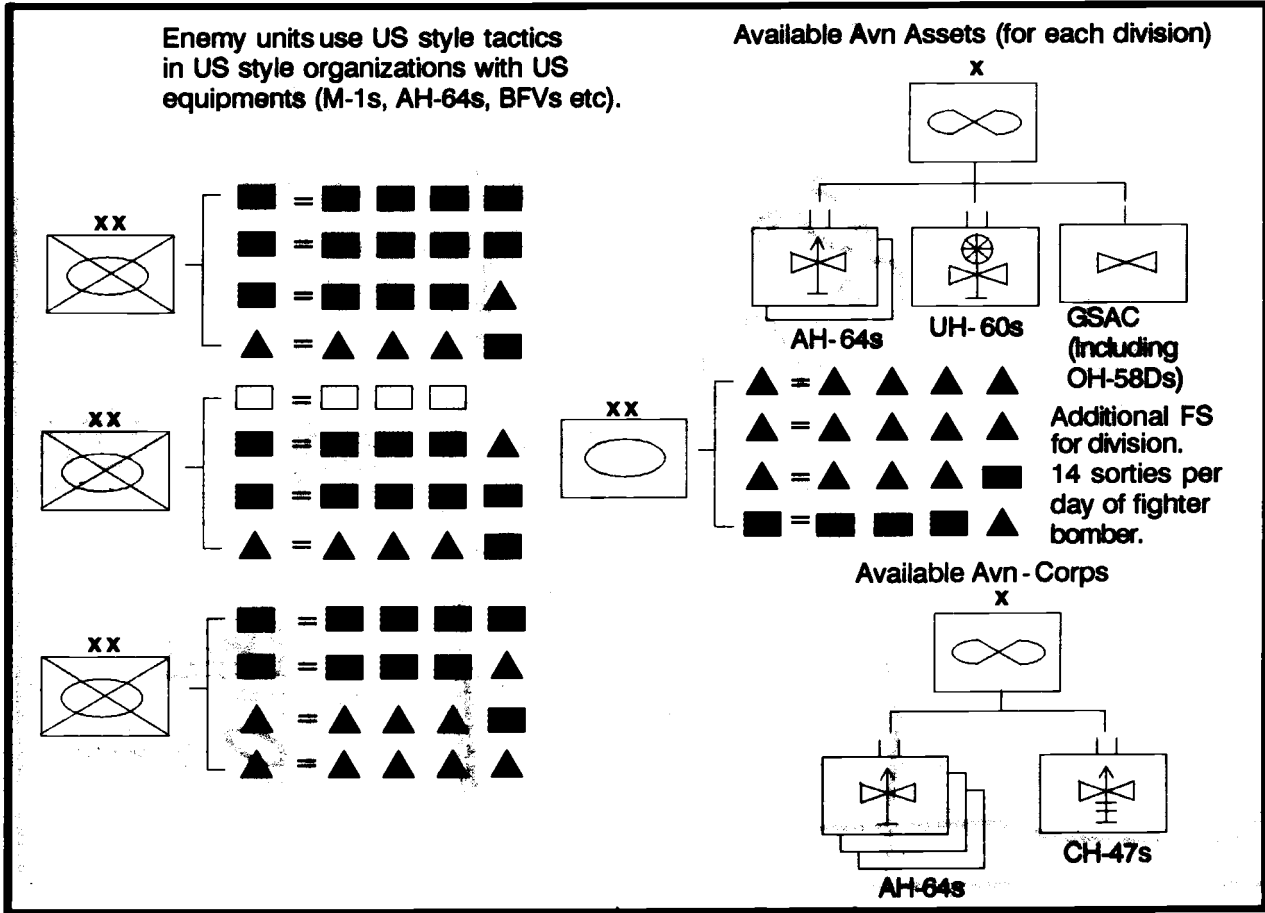 Enemy units use US style tactics
in US style organizations with US
equipments (M-1s, AH-64s, BFVs etc).
xx
xx
xx
Available Avn Assets (for each division)
x
AH-64s
UH-60s
GSAC
(Including
OH-58Ds)
xx
Additional FS
for division.
14 sorties per
day of fighter
bomber.
Available Avn-Corps
x
AH-64s
CH-47s